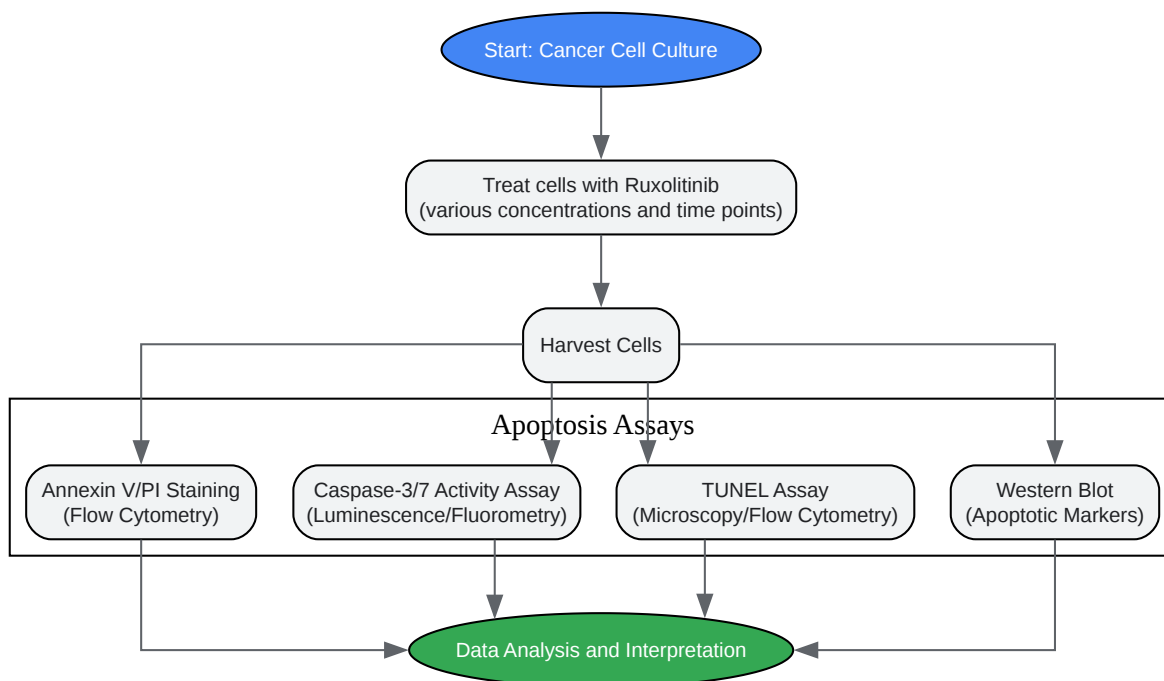 Start: Cancer Cell Culture
Treat cells with Ruxolitinib
(various concentrations and time points)
Harvest Cells
Apoptosis Assays
Annexin V/PI Staining
(Flow Cytometry)
Caspase-3/7 Activity Assay
(Luminescence/Fluorometry)
TUNEL Assay
(Microscopy/Flow Cytometry)
Western Blot
(Apoptotic Markers)
Data Analysis and Interpretation